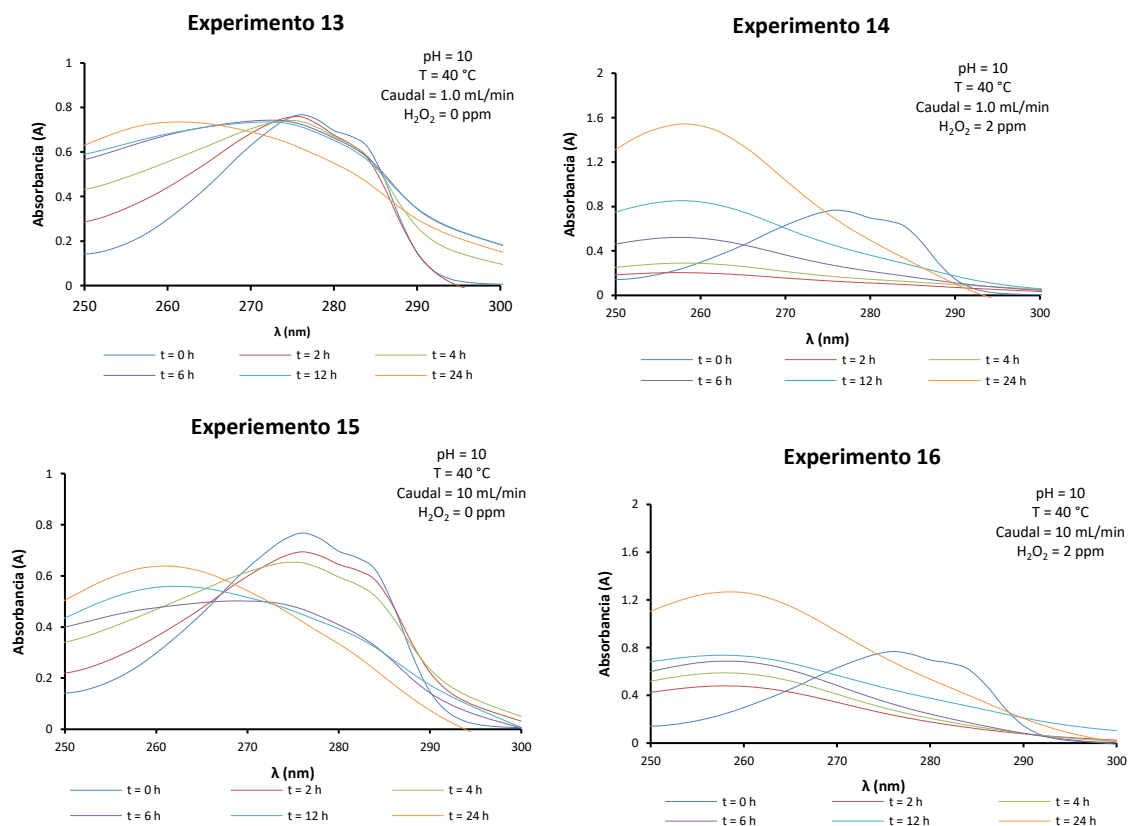 Experimento 13
pH = 10
T = 40 °C
Caudal = 1.0 mL/min
H₂O₂ = 0 ppm
Absorbancia (A)
1
0.8
0.6
0.4
0.2
0
250 260 270 280 290 300
λ (nm)
t = 0 h t = 2 h t = 4 h
t = 6 h t = 12 h t = 24 h
Experimento 14
pH = 10
T = 40 °C
Caudal = 1.0 mL/min
H₂O₂ = 2 ppm
Absorbancia (A)
2
1.6
1.2
0.8
0.4
0
250 260 270 280 290 300
λ (nm)
t = 0 h t = 2 h t = 4 h
t = 6 h t = 12 h t = 24 h
Experiemento 15
pH = 10
T = 40 °C
Caudal = 10 mL/min
H₂O₂ = 0 ppm
Absorbancia (A)
1
0.8
0.6
0.4
0.2
0
250 260 270 280 290 300
λ (nm)
t = 0 h t = 2 h t = 4 h
t = 6 h t = 12 h t = 24 h
Experimento 16
pH = 10
T = 40 °C
Caudal = 10 mL/min
H₂O₂ = 2 ppm
Absorbancia (A)
2
1.6
1.2
0.8
0.4
0
250 260 270 280 290 300
λ (nm)
t = 0 h t = 2 h t = 4 h
t = 6 h t = 12 h t = 24 h